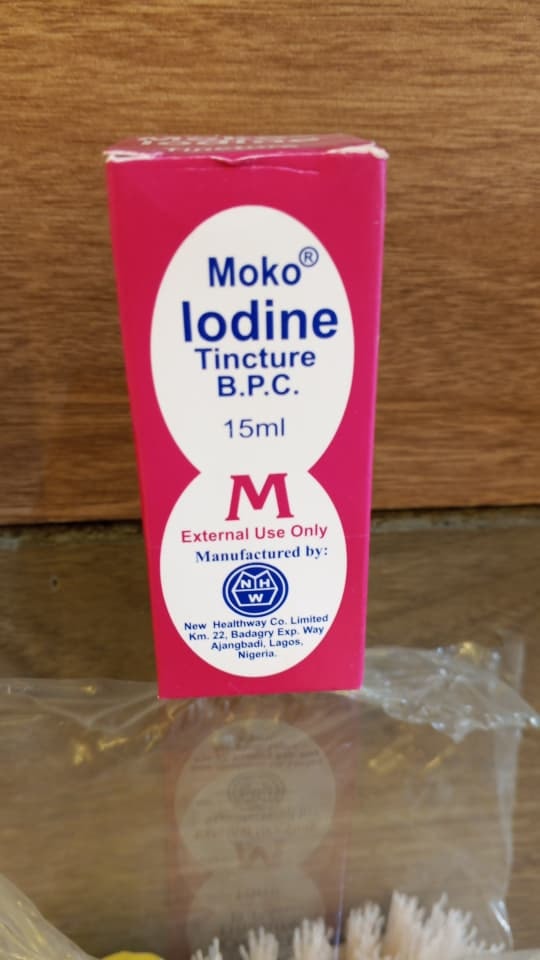 Moko®
Iodine
Tincture
B.P.C.
15ml
M
External Use Only
Manufactured by:
NHW
New Healthway Co. Limited
Km. 22, Badagry Exp. Way
Ajangbadi, Lagos,
Nigeria.